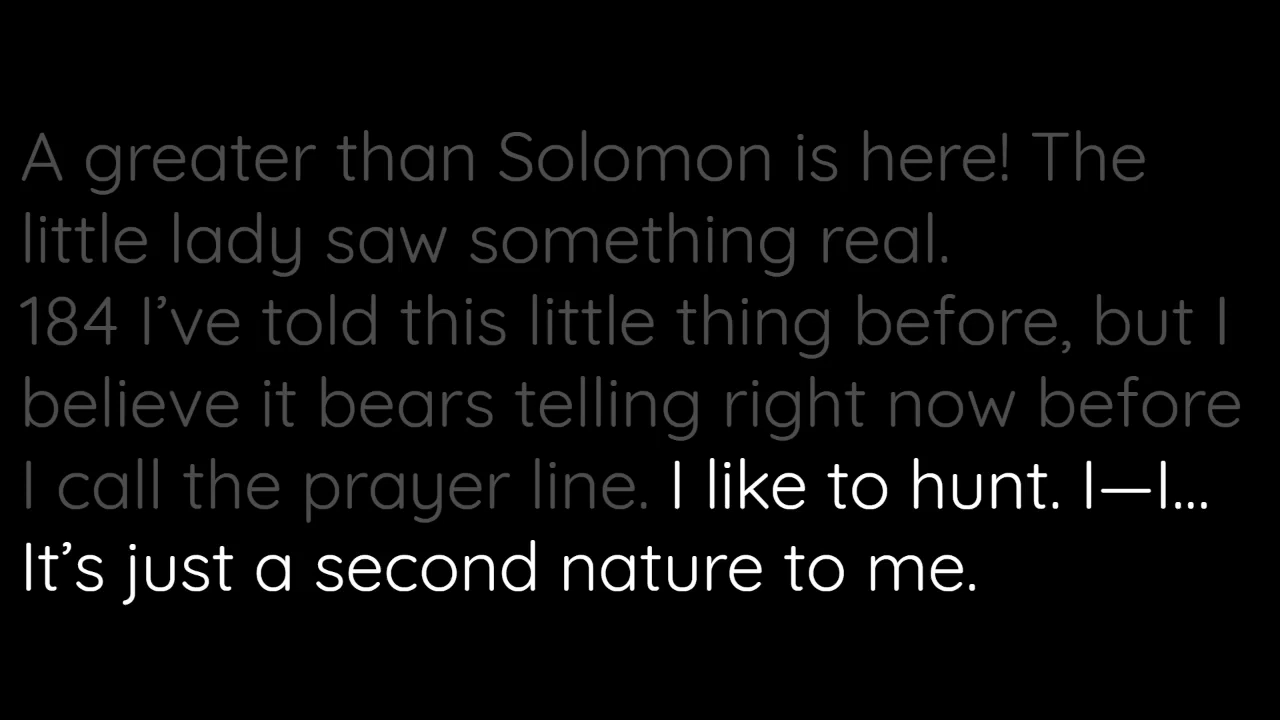 A greater than Solomon is here! The
little lady saw something real.
184 I’ve told this little thing before, but I
believe it bears telling right now before
I call the prayer line. I like to hunt. I—I...
It’s just a second nature to me.